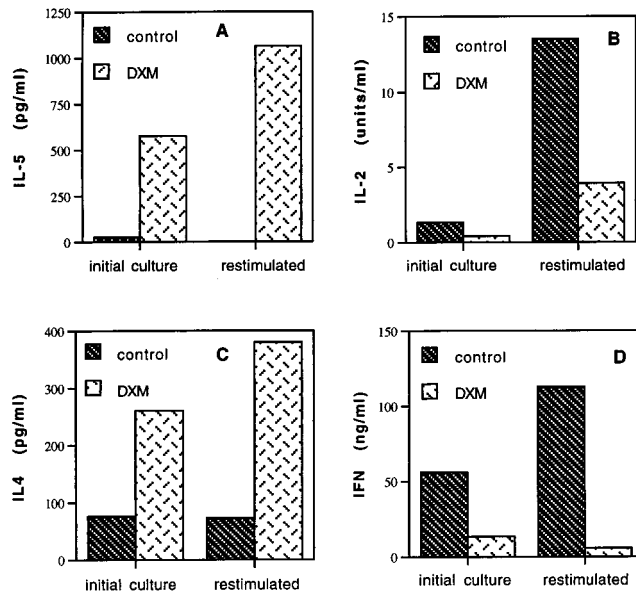 A
control
DXM
IL-5 (pg/ml)
1250
1000
750
500
250
0
initial culture restimulated
B
control
DXM
IL-2 (units/ml)
15
10
5
0
initial culture restimulated
C
control
DXM
IL4 (pg/ml)
400
300
200
100
0
initial culture restimulated
D
control
DXM
IFN (ng/ml)
150
100
50
0
initial culture restimulated